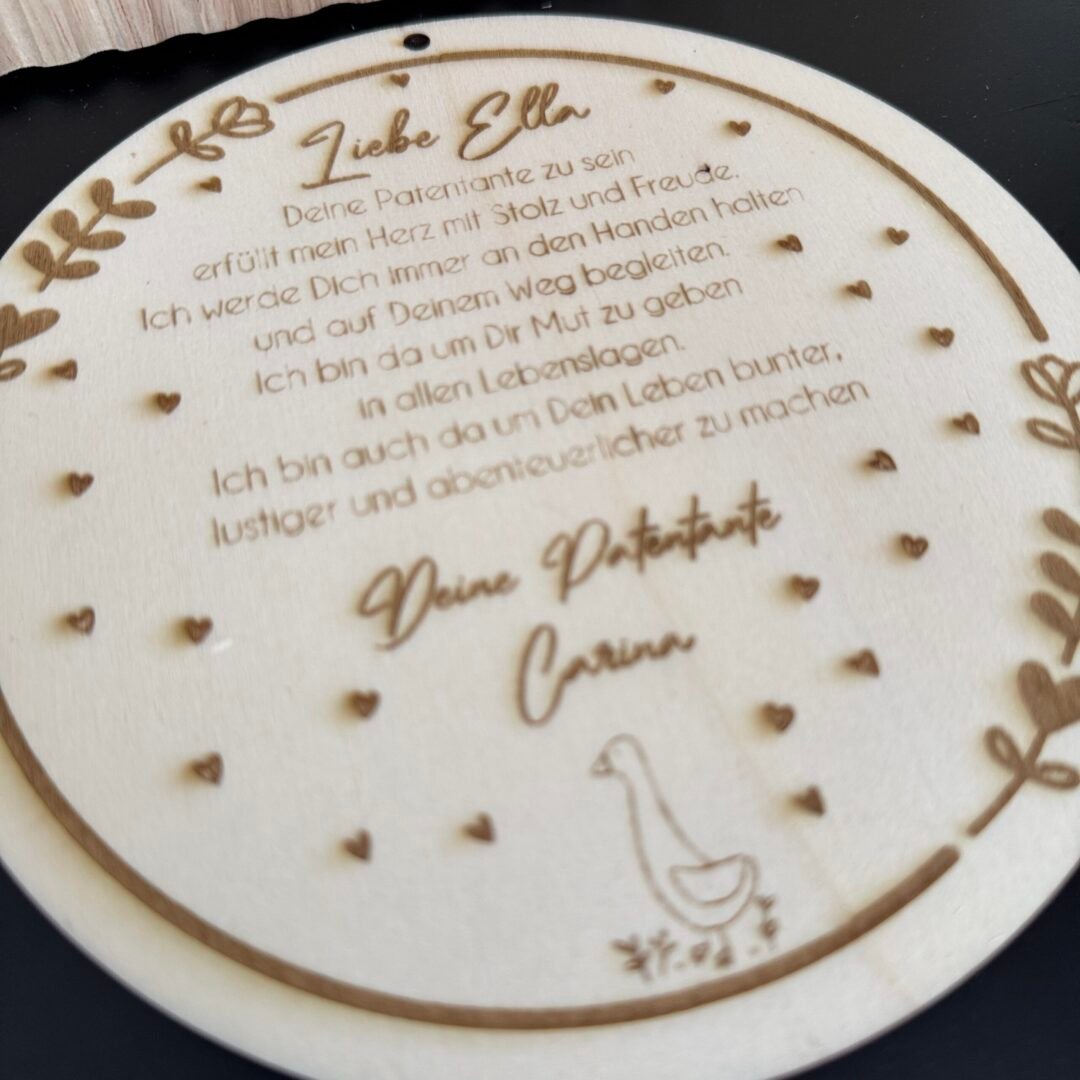 Liebe Ella
Deine Patentante zu sein
erfüllt mein Herz mit Stolz und Freude.
Ich werde Dich immer an den Handen halten
und auf Deinem Weg begleiten.
Ich bin da um Dir Mut zu geben
in allen Lebenslagen.
Ich bin auch da um Dein Leben bunter,
lustiger und abenteuerlicher zu machen
Deine Patentante
Carina